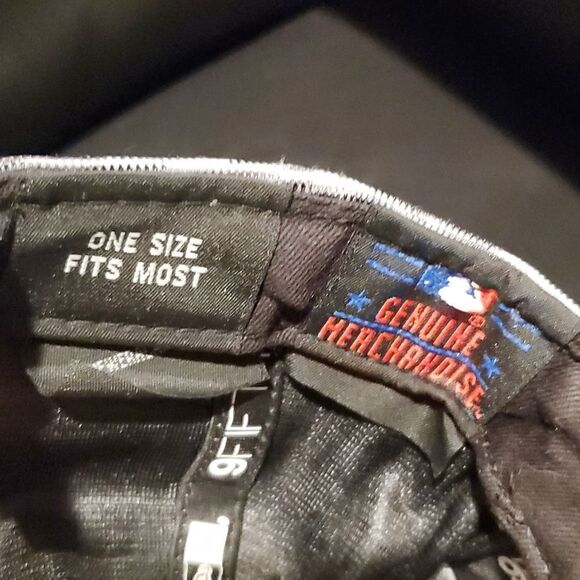 ONE SIZE
FITS MOST
GENUINE
MERCHANDISE
9FIF